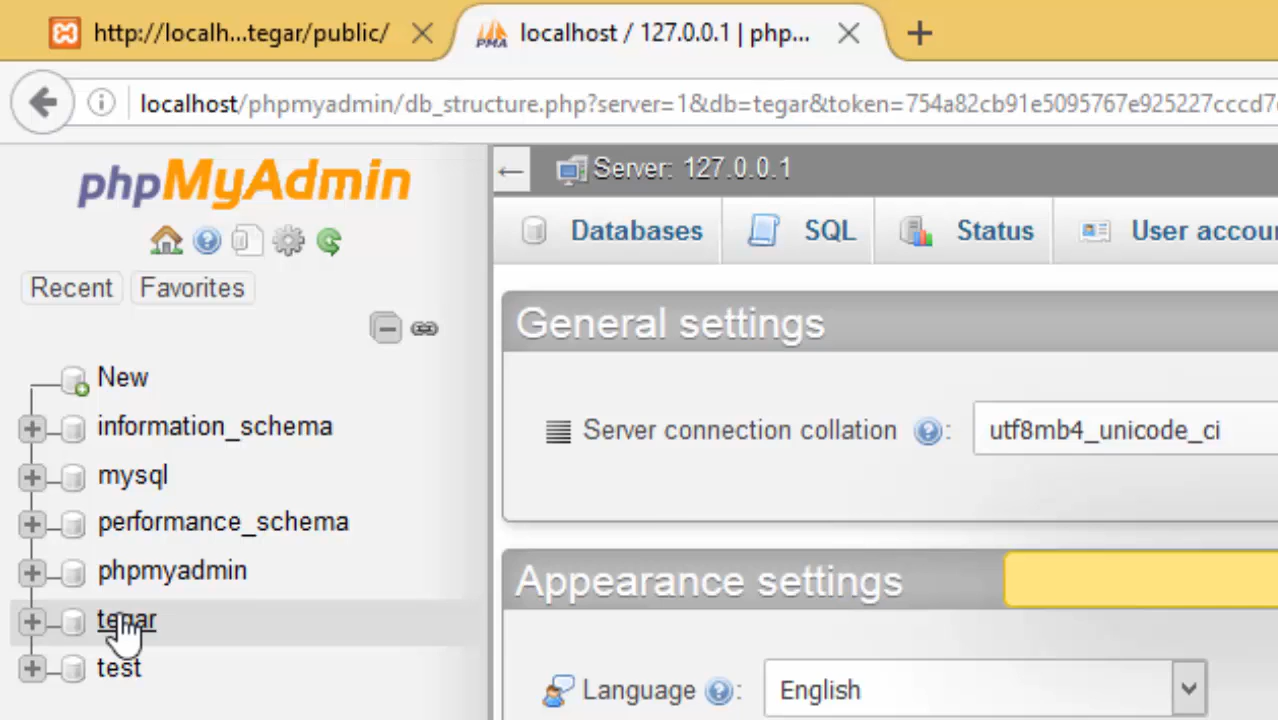 http://localh...tegar/public/
PMA
localhost / 127.0.0.1 | php...
localhost/phpmyadmin/db_structure.php?server=1&db=tegar&token=754a82cb91e5095767e925227cccd7
phpMyAdmin
Server: 127.0.0.1
Databases
SQL
Status
User accou
Recent
Favorites
General settings
New
information_schema
Server connection collation
:
utf8mb4_unicode_ci
mysql
performance_schema
phpmyadmin
Appearance settings
tegar
test
Language
:
English